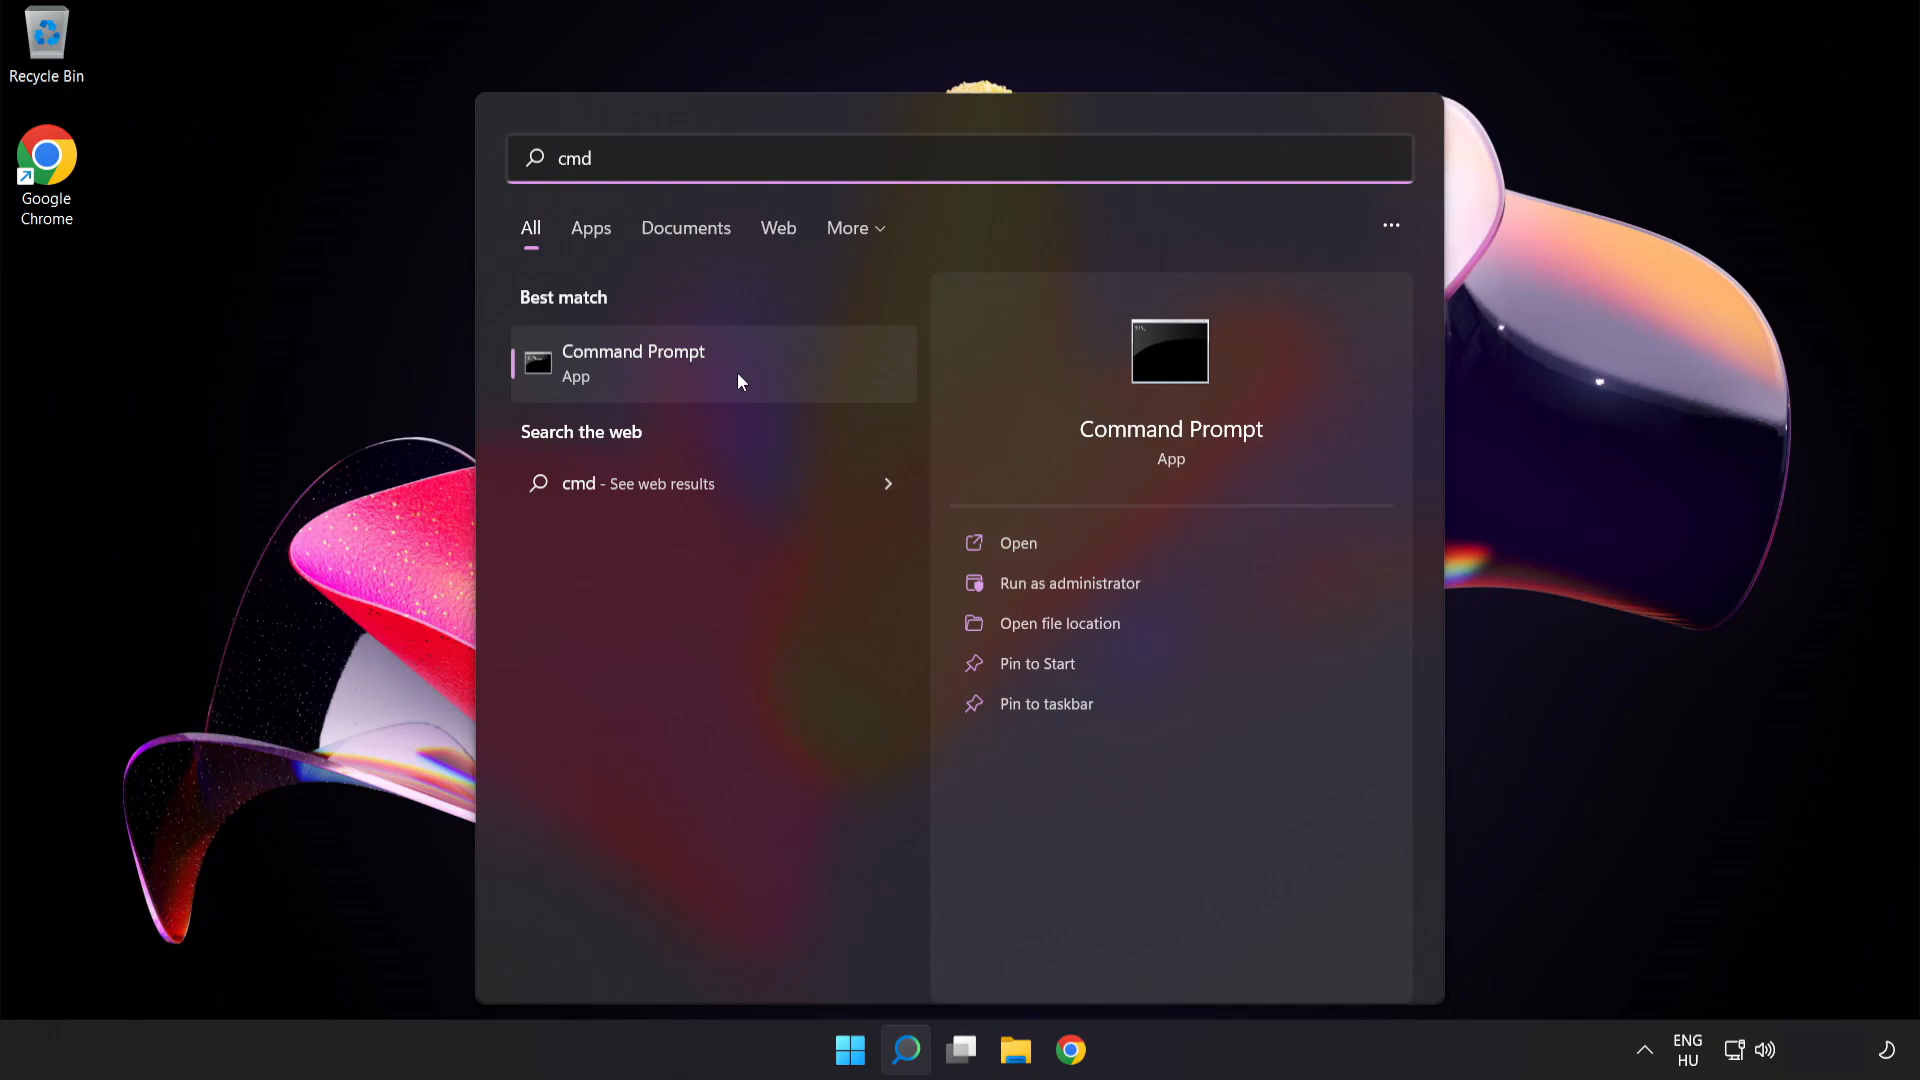 Recycle Bin
Google
Chrome
cmd
All Apps Documents Web More
Best match
Command Prompt
App
Search the web
cmd - See web results
Command Prompt
App
Open
Run as administrator
Open file location
Pin to Start
Pin to taskbar
ENG
HU